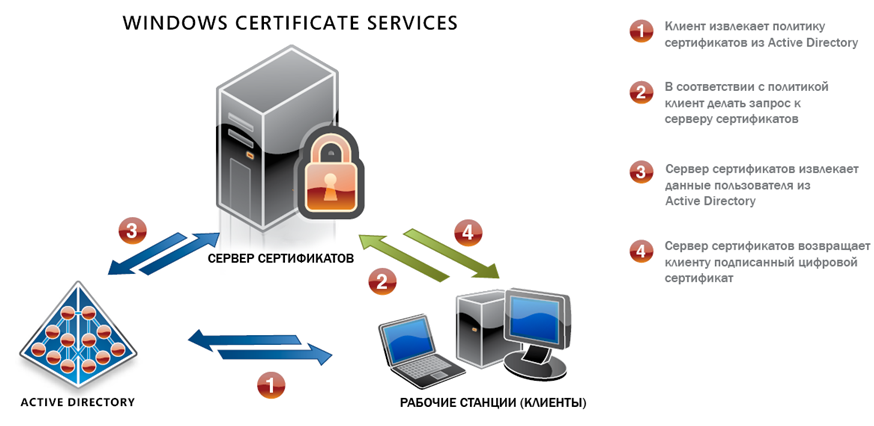 WINDOWS CERTIFICATE SERVICES
1
Клиент извлекает политику
сертификатов из Active Directory
2
В соответствии с политикой
клиент делать запрос к
серверу сертификатов
3
Сервер сертификатов извлекает
данные пользователя из
Active Directory
4
Сервер сертификатов возвращает
клиенту подписанный цифровой
сертификат
3
4
СЕРВЕР СЕРТИФИКАТОВ
2
1
ACTIVE DIRECTORY
РАБОЧИЕ СТАНЦИИ (КЛИЕНТЫ)